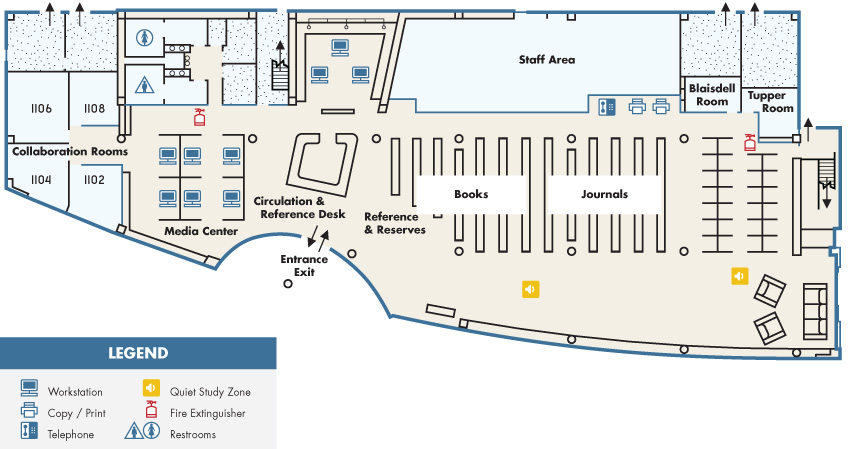 Staff Area
Blaisdell
Room
Tupper
Room
1106
1108
Collaboration Rooms
1104
1102
Books
Journals
Circulation &
Reference Desk
Reference
& Reserves
Media Center
Entrance
Exit
LEGEND
Workstation
Quiet Study Zone
Copy / Print
Fire Extinguisher
Telephone
Restrooms